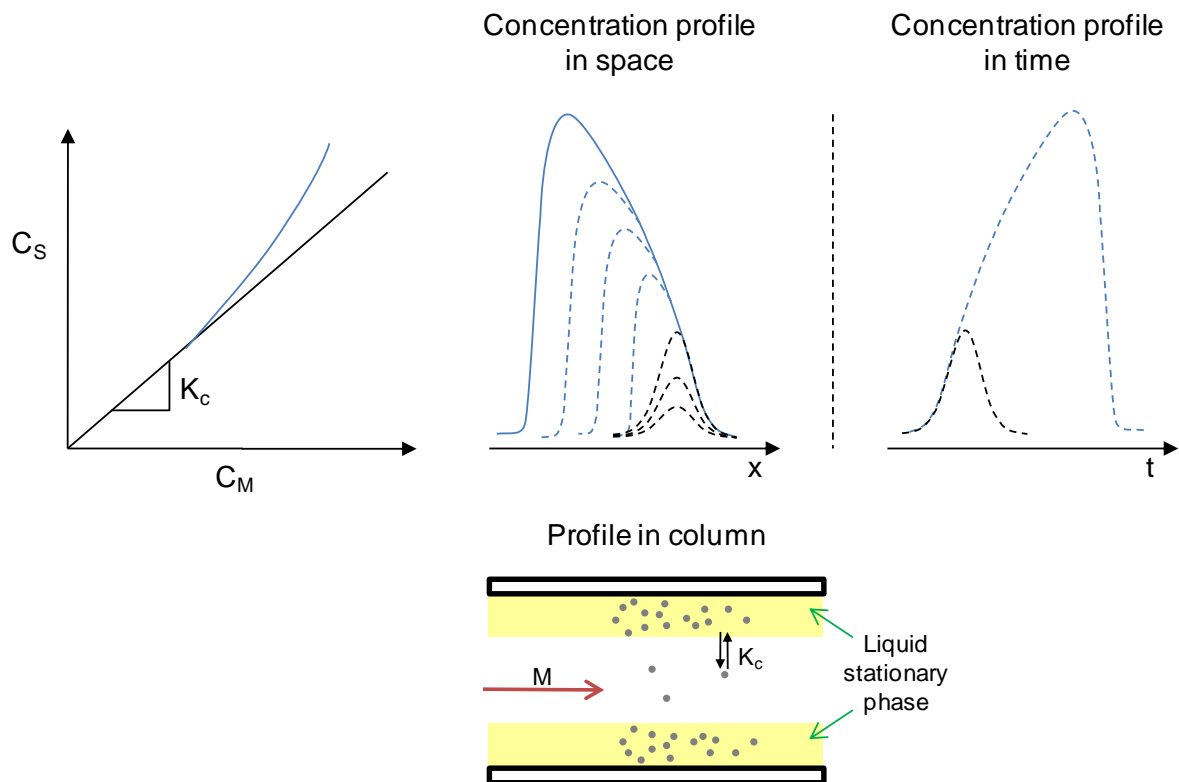 Concentration profile
in space
Concentration profile
in time
C_S
K_c
C_M
x
t
Profile in column
M
K_c
Liquid
stationary
phase